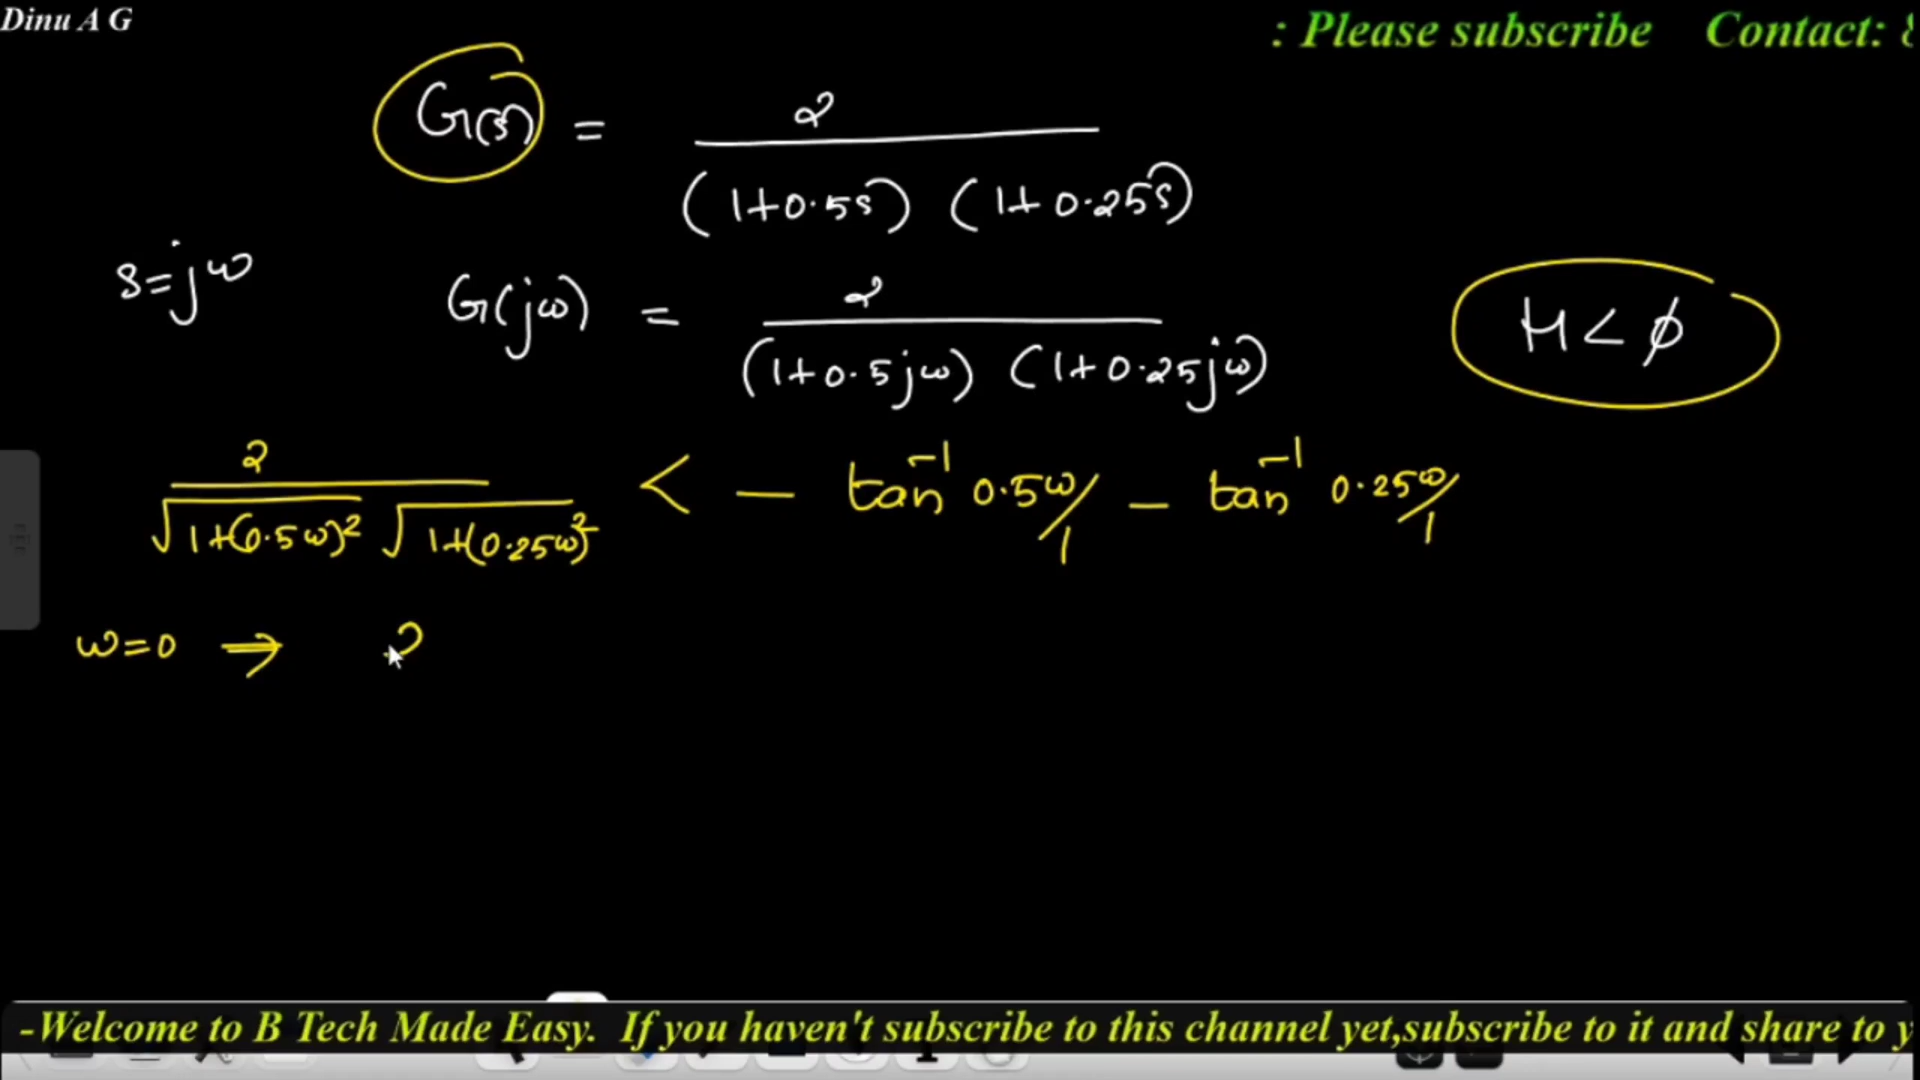 Dinu A G
: Please subscribe Contact: 8
G(s) = 2 / (1+0.5s) (1+0.25s)
s=jω
G(jω) = 2 / (1+0.5jω) (1+0.25jω)
M<φ
2 / √1+(0.5ω)² √1+(0.25ω)² < - tan⁻¹ 0.5ω/1 - tan⁻¹ 0.25ω/1
ω=0 ⇒ 2
-Welcome to B Tech Made Easy. If you haven't subscribe to this channel yet,subscribe to it and share to y